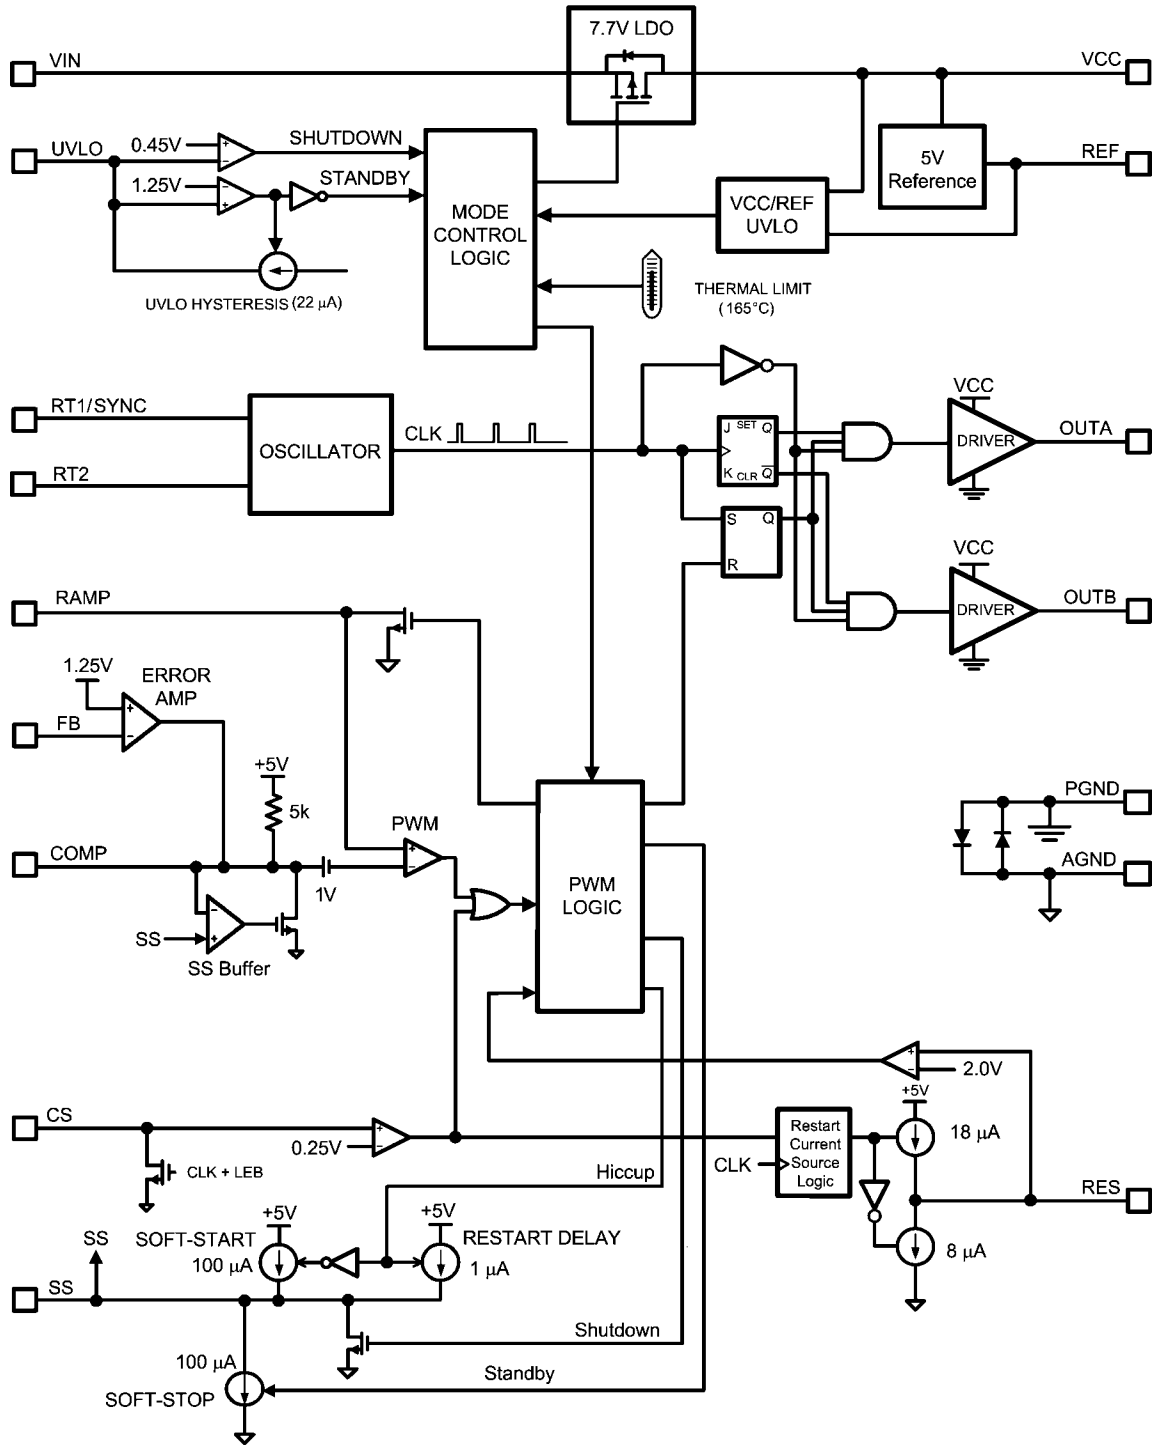 7.7V LDO
VIN
VCC
UVLO
0.45V
+
-
SHUTDOWN
1.25V
-
+
STANDBY
UVLO HYSTERESIS (22 µA)
MODE
CONTROL
LOGIC
5V
Reference
REF
VCC/REF
UVLO
THERMAL LIMIT
(165°C)
RT1/SYNC
RT2
OSCILLATOR
CLK
J SET Q
K CLR Q̅
S Q
R
VCC
DRIVER
OUTA
VCC
DRIVER
OUTB
RAMP
1.25V
ERROR
AMP
+
-
FB
+5V
5k
COMP
1V
PWM
+
-
-
+
SS
SS Buffer
PWM
LOGIC
PGND
AGND
+
-
2.0V
CS
0.25V
+
-
CLK + LEB
Restart
Current
Source
Logic
CLK
+5V
18 µA
RES
8 µA
Hiccup
+5V
SOFT-START
100 µA
+5V
RESTART DELAY
1 µA
SS
SS
Shutdown
Standby
100 µA
SOFT-STOP